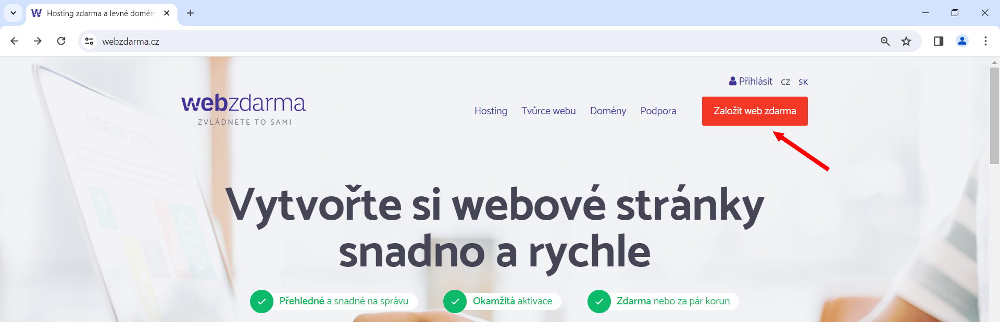 Hosting zdarma a levné domén
webzdarma.cz
Přihlásit CZ SK
webzdarma
ZVLÁDNETE TO SAMI
Hosting Tvůrce webu Domény Podpora Založit web zdarma
Vytvořte si webové stránky
snadno a rychle
Přehledné a snadné na správu Okamžitá aktivace Zdarma nebo za pár korun